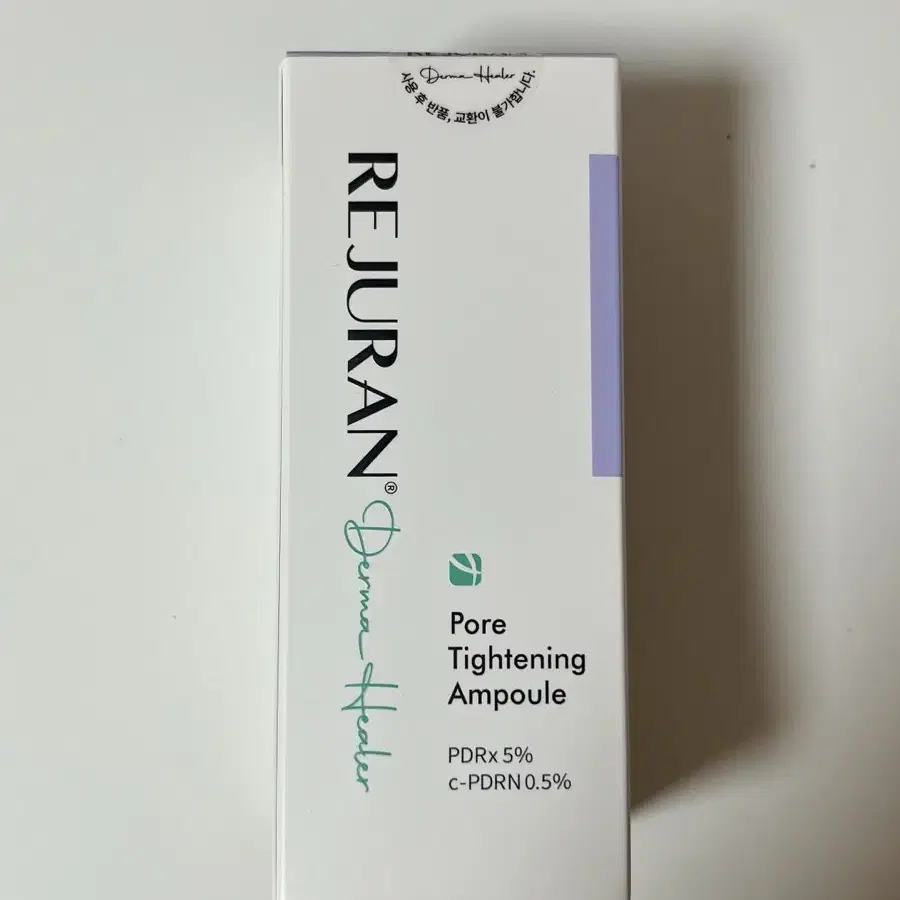 REJURAN
Derma Healer
사용 후 반품, 교환이 불가합니다.
REJURAN®
Derma Healer
Pore
Tightening
Ampoule
PDRx 5%
c-PDRN 0.5%